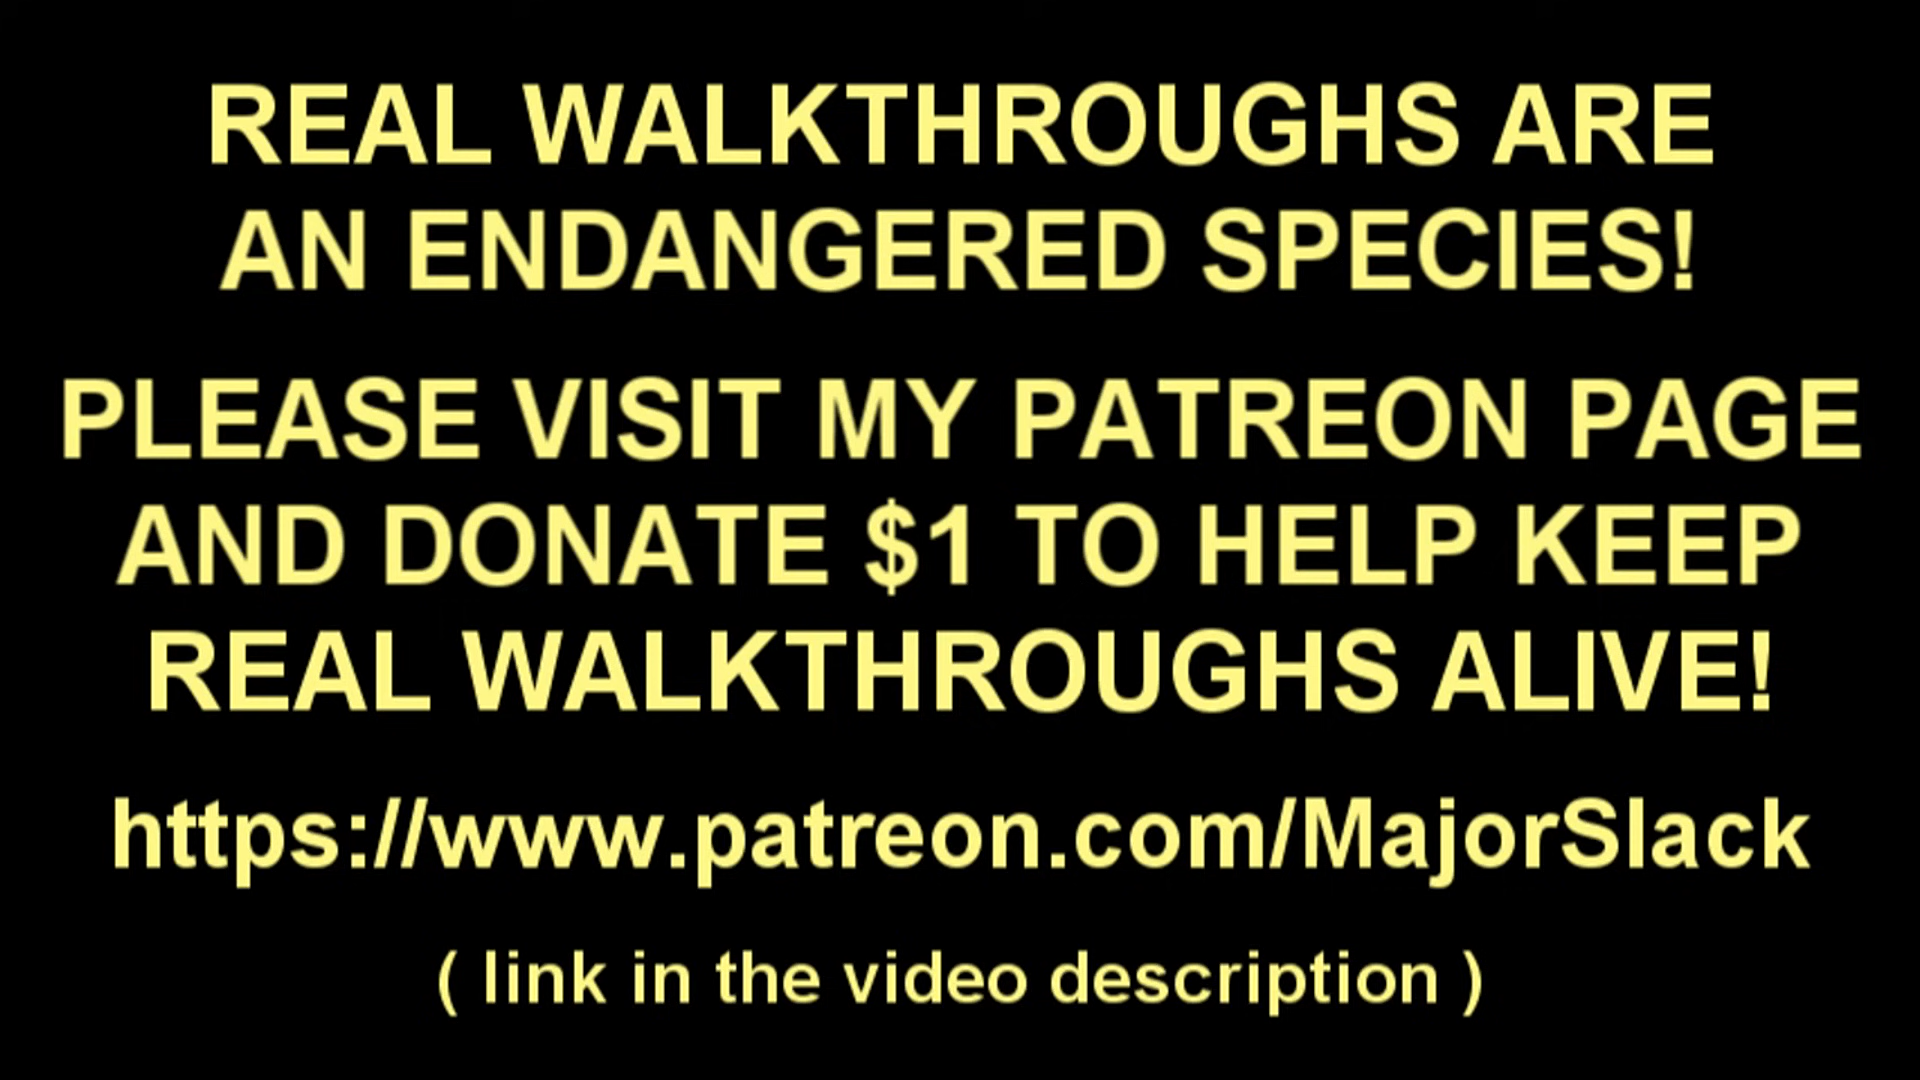 REAL WALKTHROUGHS ARE
AN ENDANGERED SPECIES!
PLEASE VISIT MY PATREON PAGE
AND DONATE $1 TO HELP KEEP
REAL WALKTHROUGHS ALIVE!
https://www.patreon.com/MajorSlack
( link in the video description )